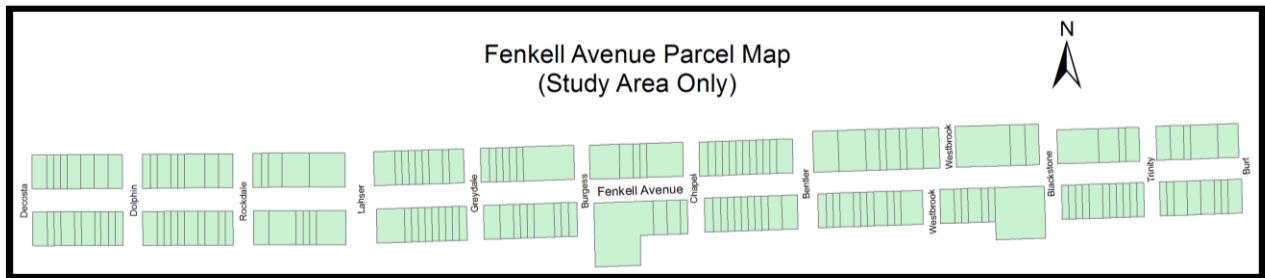 Fenkell Avenue Parcel Map
(Study Area Only)
N
Fenkell Avenue
Decosta
Dolphin
Rockdale
Lahser
Greydale
Burgess
Chapel
Bentler
Westbrook
Westbrook
Blackstone
Trinity
Burt